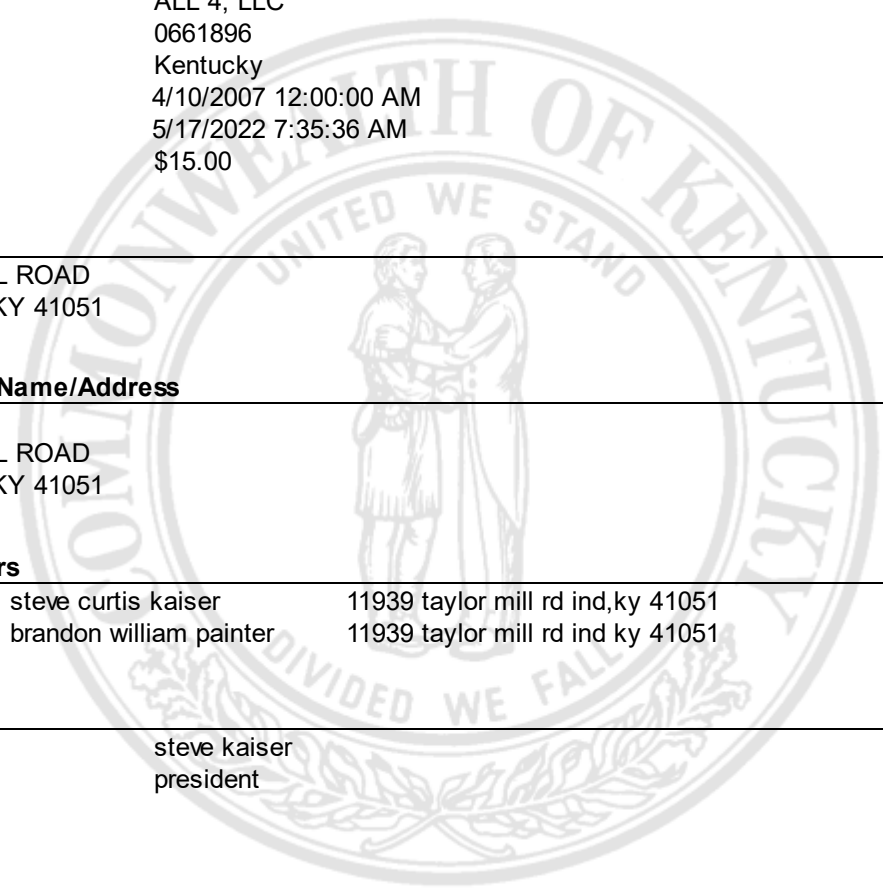 ALL 4, LLC
0661896
Kentucky
4/10/2007 12:00:00 AM
5/17/2022 7:35:36 AM
$15.00
L ROAD
KY 41051
Name/Address
L ROAD
KY 41051
rs
steve curtis kaiser 11939 taylor mill rd ind,ky 41051
brandon william painter 11939 taylor mill rd ind ky 41051
steve kaiser
president
COMMONWEALTH OF KENTUCKY
UNITED WE STAND
DIVIDED WE FALL